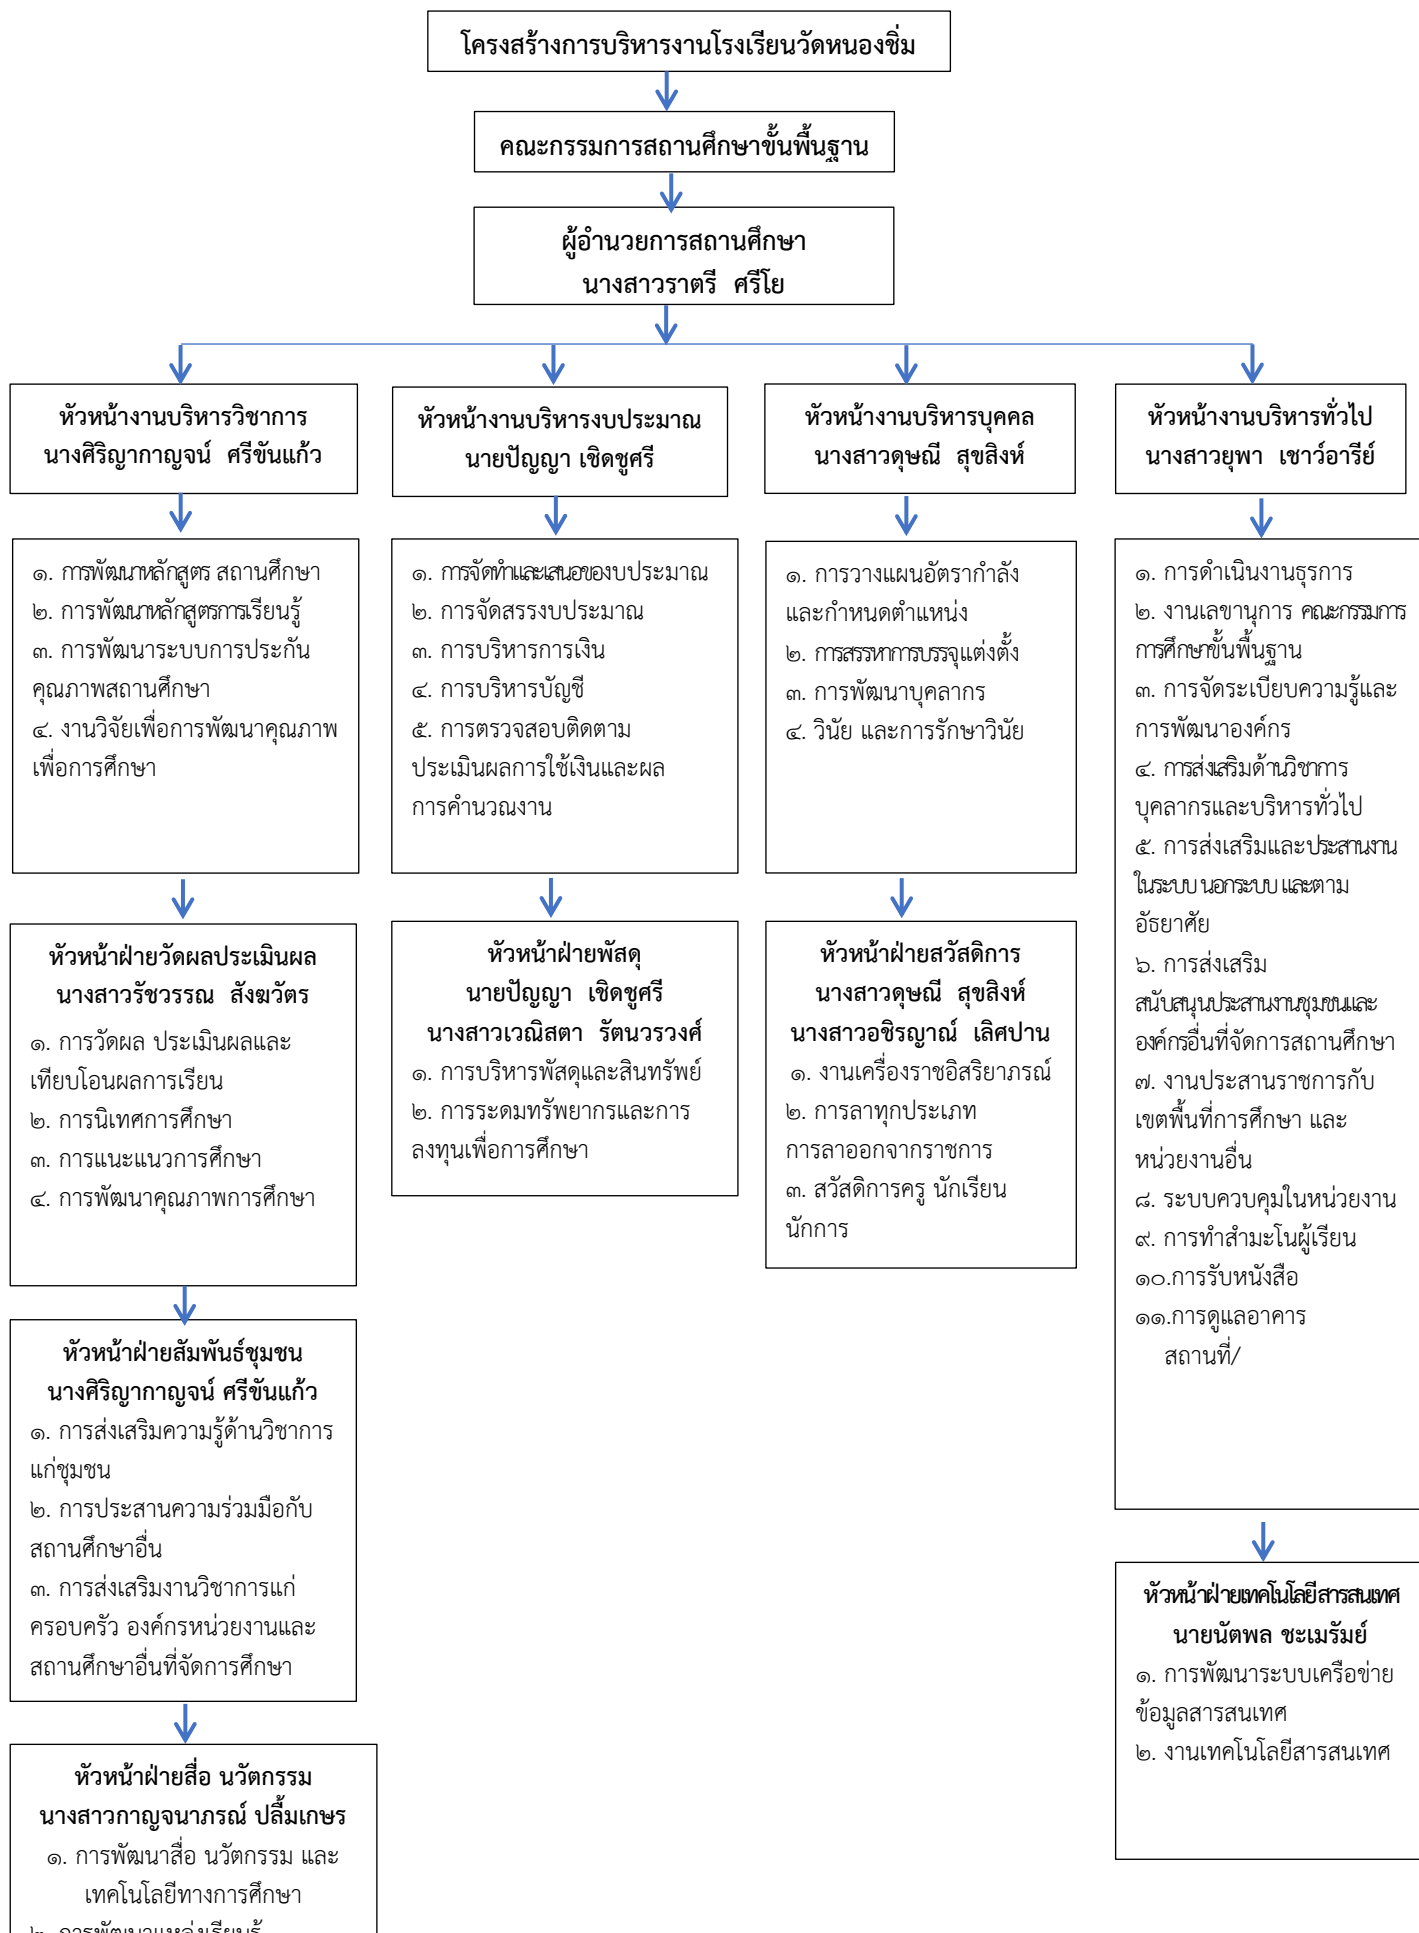 โครงสร้างการบริหารงานโรงเรียนวัดหนองชิ่ม
คณะกรรมการสถานศึกษาขั้นพื้นฐาน
ผู้อำนวยการสถานศึกษา
นางสาวราตรี ศรีโย
หัวหน้างานบริหารวิชาการ
นางศิริญากาญจน์ ศรีขันแก้ว
๑. การพัฒนาหลักสูตร สถานศึกษา
๒. การพัฒนาหลักสูตรการเรียนรู้
๓. การพัฒนาระบบการประกัน
คุณภาพสถานศึกษา
๔. งานวิจัยเพื่อการพัฒนาคุณภาพ
เพื่อการศึกษา
หัวหน้าฝ่ายวัดผลประเมินผล
นางสาวรัชวรรณ สังฆวัตร
๑. การวัดผล ประเมินผลและ
เทียบโอนผลการเรียน
๒. การนิเทศการศึกษา
๓. การแนะแนวการศึกษา
๔. การพัฒนาคุณภาพการศึกษา
หัวหน้าฝ่ายสัมพันธ์ชุมชน
นางศิริญากาญจน์ ศรีขันแก้ว
๑. การส่งเสริมความรู้ด้านวิชาการ
แก่ชุมชน
๒. การประสานความร่วมมือกับ
สถานศึกษาอื่น
๓. การส่งเสริมงานวิชาการแก่
ครอบครัว องค์กรหน่วยงานและ
สถานศึกษาอื่นที่จัดการศึกษา
หัวหน้าฝ่ายสื่อ นวัตกรรม
นางสาวกาญจนาภรณ์ ปลื้มเกษร
๑. การพัฒนาสื่อ นวัตกรรม และ
เทคโนโลยีทางการศึกษา
๒. การพัฒนาแหล่งเรียนรู้
หัวหน้างานบริหารงบประมาณ
นายปัญญา เชิดชูศรี
๑. การจัดทำและเสนอของบประมาณ
๒. การจัดสรรงบประมาณ
๓. การบริหารการเงิน
๔. การบริหารบัญชี
๕. การตรวจสอบติดตาม
ประเมินผลการใช้เงินและผล
การคำนวณงาน
หัวหน้าฝ่ายพัสดุ
นายปัญญา เชิดชูศรี
นางสาวเวณิสตา รัตนวรวงศ์
๑. การบริหารพัสดุและสินทรัพย์
๒. การระดมทรัพยากรและการ
ลงทุนเพื่อการศึกษา
หัวหน้างานบริหารบุคคล
นางสาวดุษณี สุขสิงห์
๑. การวางแผนอัตรากำลัง
และกำหนดตำแหน่ง
๒. การสรรหาการบรรจุแต่งตั้ง
๓. การพัฒนาบุคลากร
๔. วินัย และการรักษาวินัย
หัวหน้าฝ่ายสวัสดิการ
นางสาวดุษณี สุขสิงห์
นางสาวอชิรญาณ์ เลิศปาน
๑. งานเครื่องราชอิสริยาภรณ์
๒. การลาทุกประเภท
การลาออกจากราชการ
๓. สวัสดิการครู นักเรียน
นักการ
หัวหน้างานบริหารทั่วไป
นางสาวยุพา เชาว์อารีย์
๑. การดำเนินงานธุรการ
๒. งานเลขานุการ คณะกรรมการ
การศึกษาขั้นพื้นฐาน
๓. การจัดระเบียบความรู้และ
การพัฒนาองค์กร
๔. การส่งเสริมด้านวิชาการ
บุคลากรและบริหารทั่วไป
๕. การส่งเสริมและประสานงาน
ในระบบ นอกระบบ และตาม
อัธยาศัย
๖. การส่งเสริม
สนับสนุนประสานงานชุมชนและ
องค์กรอื่นที่จัดการสถานศึกษา
๗. งานประสานราชการกับ
เขตพื้นที่การศึกษา และ
หน่วยงานอื่น
๘. ระบบควบคุมในหน่วยงาน
๙. การทำสำมะโนผู้เรียน
๑๐.การรับหนังสือ
๑๑.การดูแลอาคาร
สถานที่/
หัวหน้าฝ่ายเทคโนโลยีสารสนเทศ
นายนัตพล ชะเมรัมย์
๑. การพัฒนาระบบเครือข่าย
ข้อมูลสารสนเทศ
๒. งานเทคโนโลยีสารสนเทศ